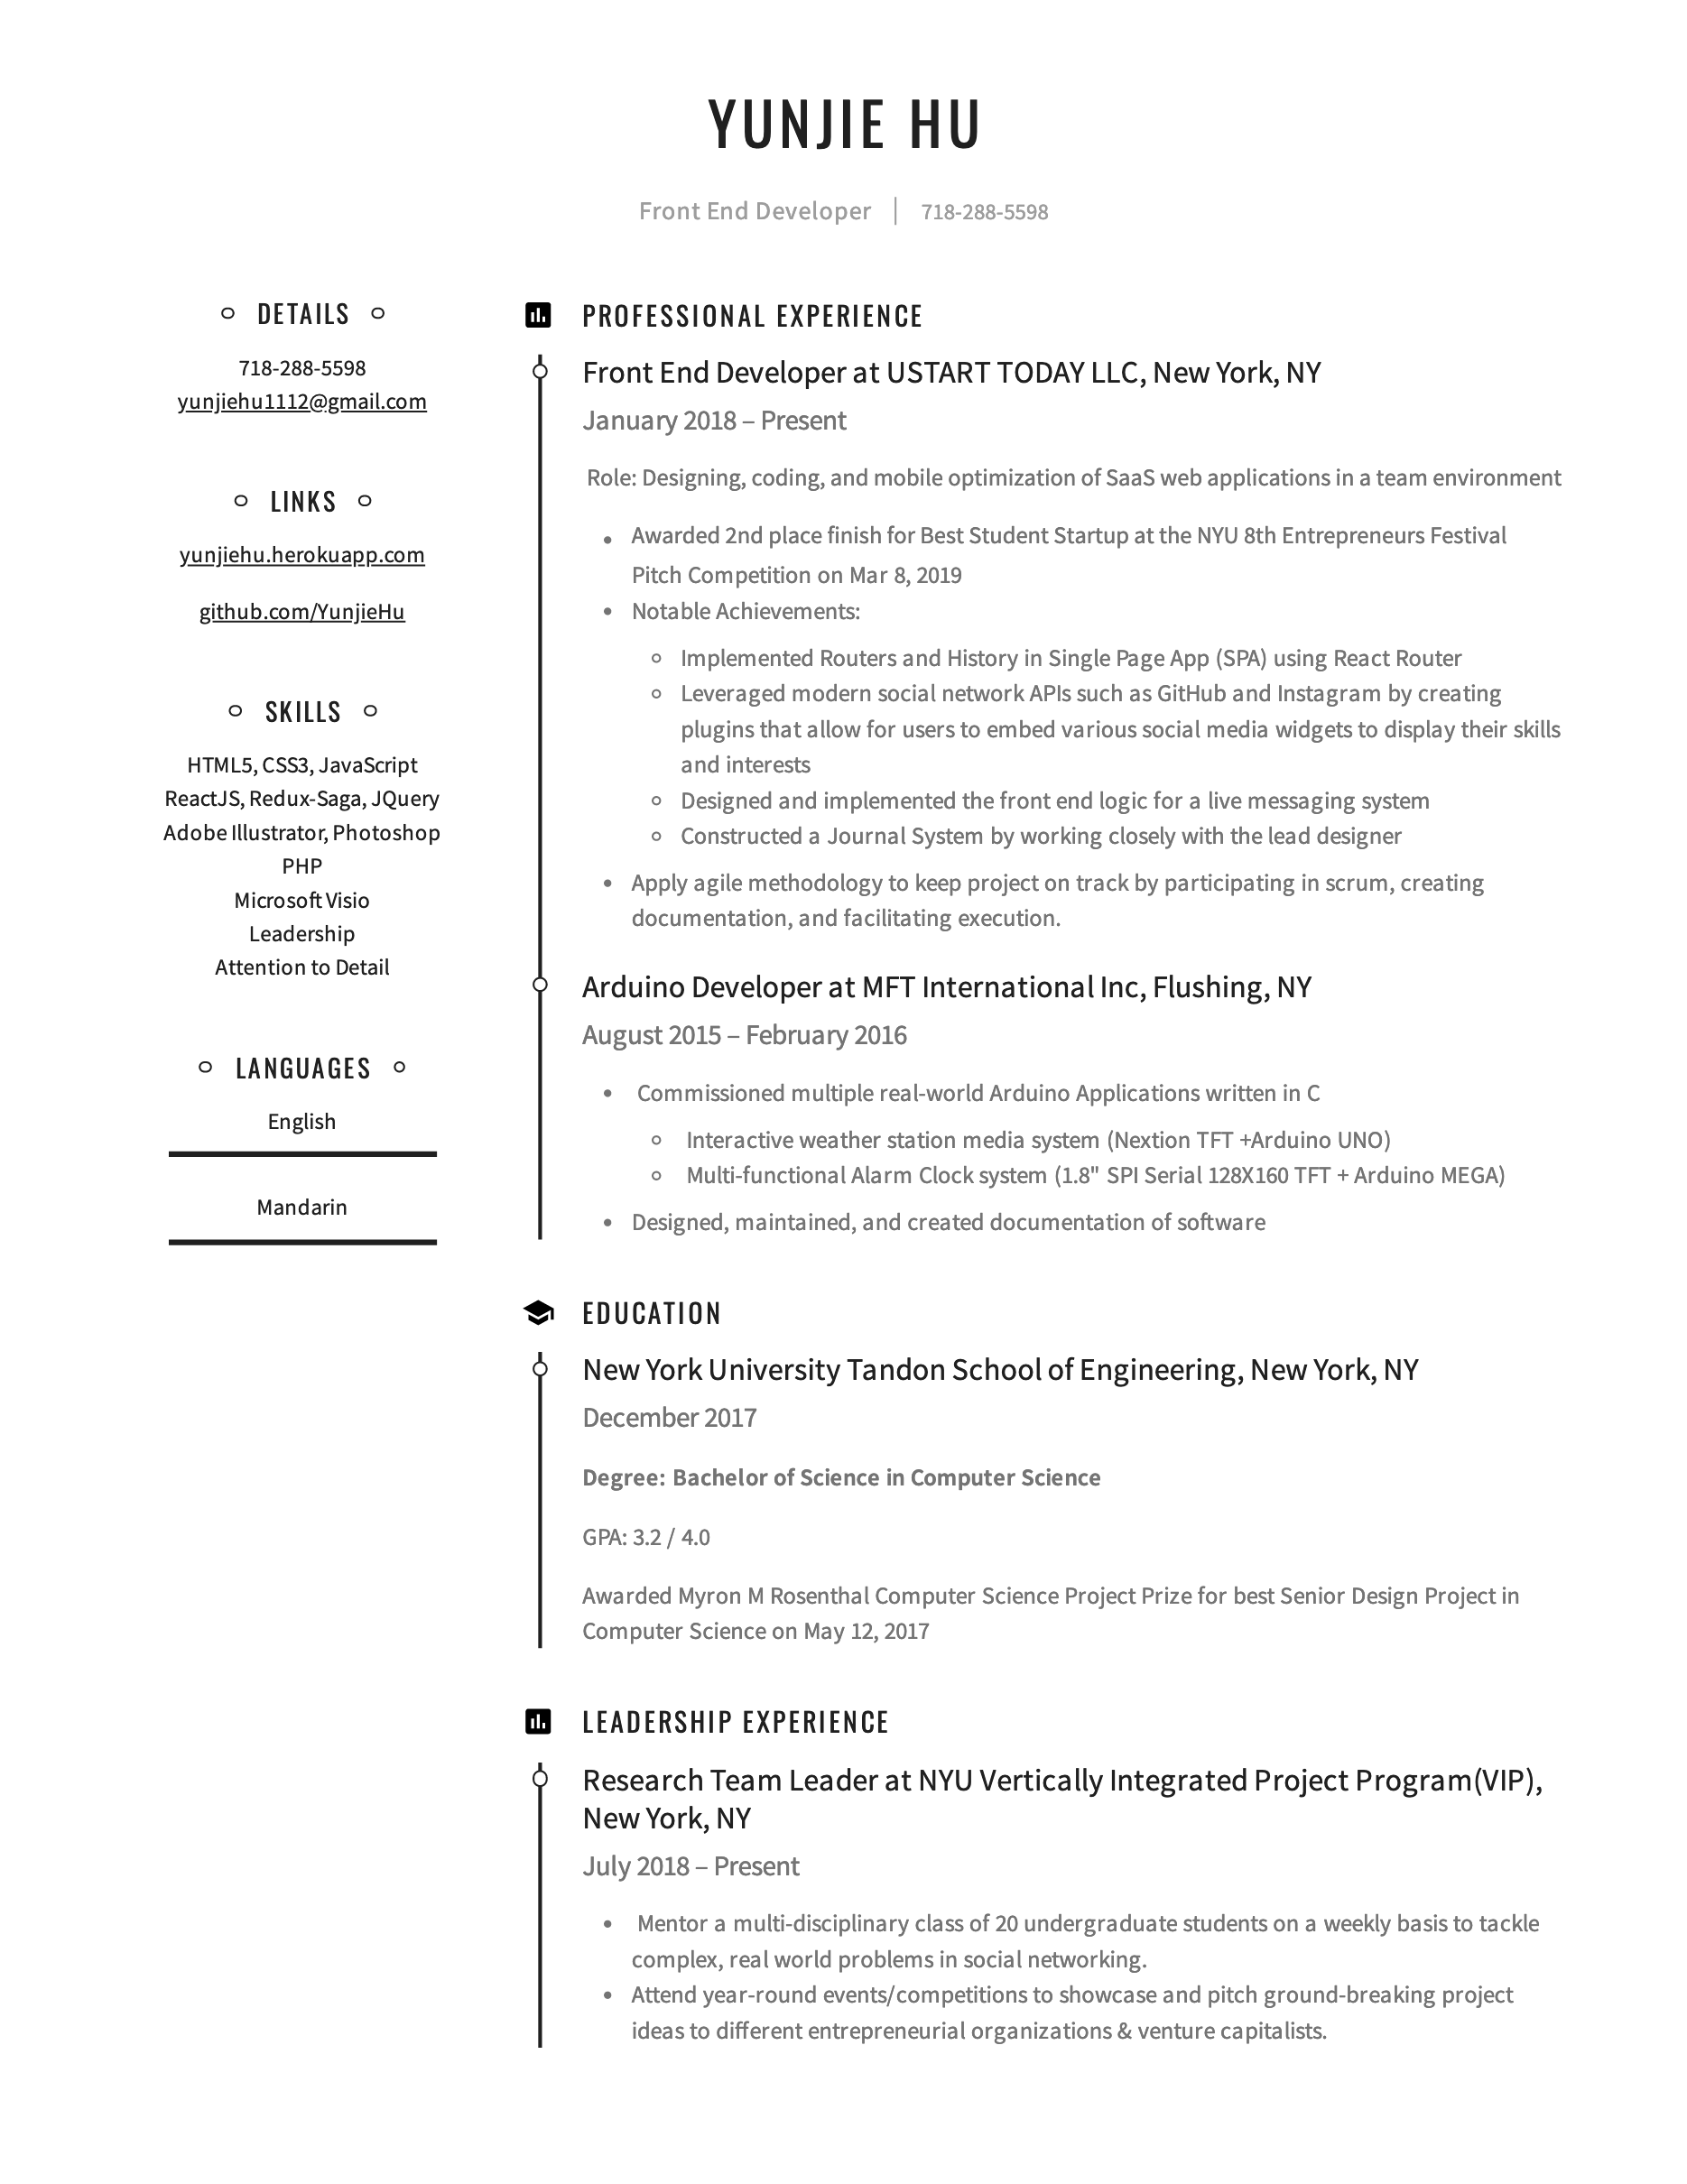 YUNJIE HU
Front End Developer | 718-288-5598
DETAILS
718-288-5598
yunjiehu1112@gmail.com
LINKS
yunjiehu.herokuapp.com
github.com/YunjieHu
SKILLS
HTML5, CSS3, JavaScript
ReactJS, Redux-Saga, JQuery
Adobe Illustrator, Photoshop
PHP
Microsoft Visio
Leadership
Attention to Detail
LANGUAGES
English
Mandarin
PROFESSIONAL EXPERIENCE
Front End Developer at USTART TODAY LLC, New York, NY
January 2018 – Present
Role: Designing, coding, and mobile optimization of SaaS web applications in a team environment
• Awarded 2nd place finish for Best Student Startup at the NYU 8th Entrepreneurs Festival
Pitch Competition on Mar 8, 2019
• Notable Achievements:
◦ Implemented Routers and History in Single Page App (SPA) using React Router
◦ Leveraged modern social network APIs such as GitHub and Instagram by creating
plugins that allow for users to embed various social media widgets to display their skills
and interests
◦ Designed and implemented the front end logic for a live messaging system
◦ Constructed a Journal System by working closely with the lead designer
• Apply agile methodology to keep project on track by participating in scrum, creating
documentation, and facilitating execution.
Arduino Developer at MFT International Inc, Flushing, NY
August 2015 – February 2016
• Commissioned multiple real-world Arduino Applications written in C
◦ Interactive weather station media system (Nextion TFT +Arduino UNO)
◦ Multi-functional Alarm Clock system (1.8" SPI Serial 128X160 TFT + Arduino MEGA)
• Designed, maintained, and created documentation of software
EDUCATION
New York University Tandon School of Engineering, New York, NY
December 2017
Degree: Bachelor of Science in Computer Science
GPA: 3.2 / 4.0
Awarded Myron M Rosenthal Computer Science Project Prize for best Senior Design Project in
Computer Science on May 12, 2017
LEADERSHIP EXPERIENCE
Research Team Leader at NYU Vertically Integrated Project Program(VIP),
New York, NY
July 2018 – Present
• Mentor a multi-disciplinary class of 20 undergraduate students on a weekly basis to tackle
complex, real world problems in social networking.
• Attend year-round events/competitions to showcase and pitch ground-breaking project
ideas to different entrepreneurial organizations & venture capitalists.